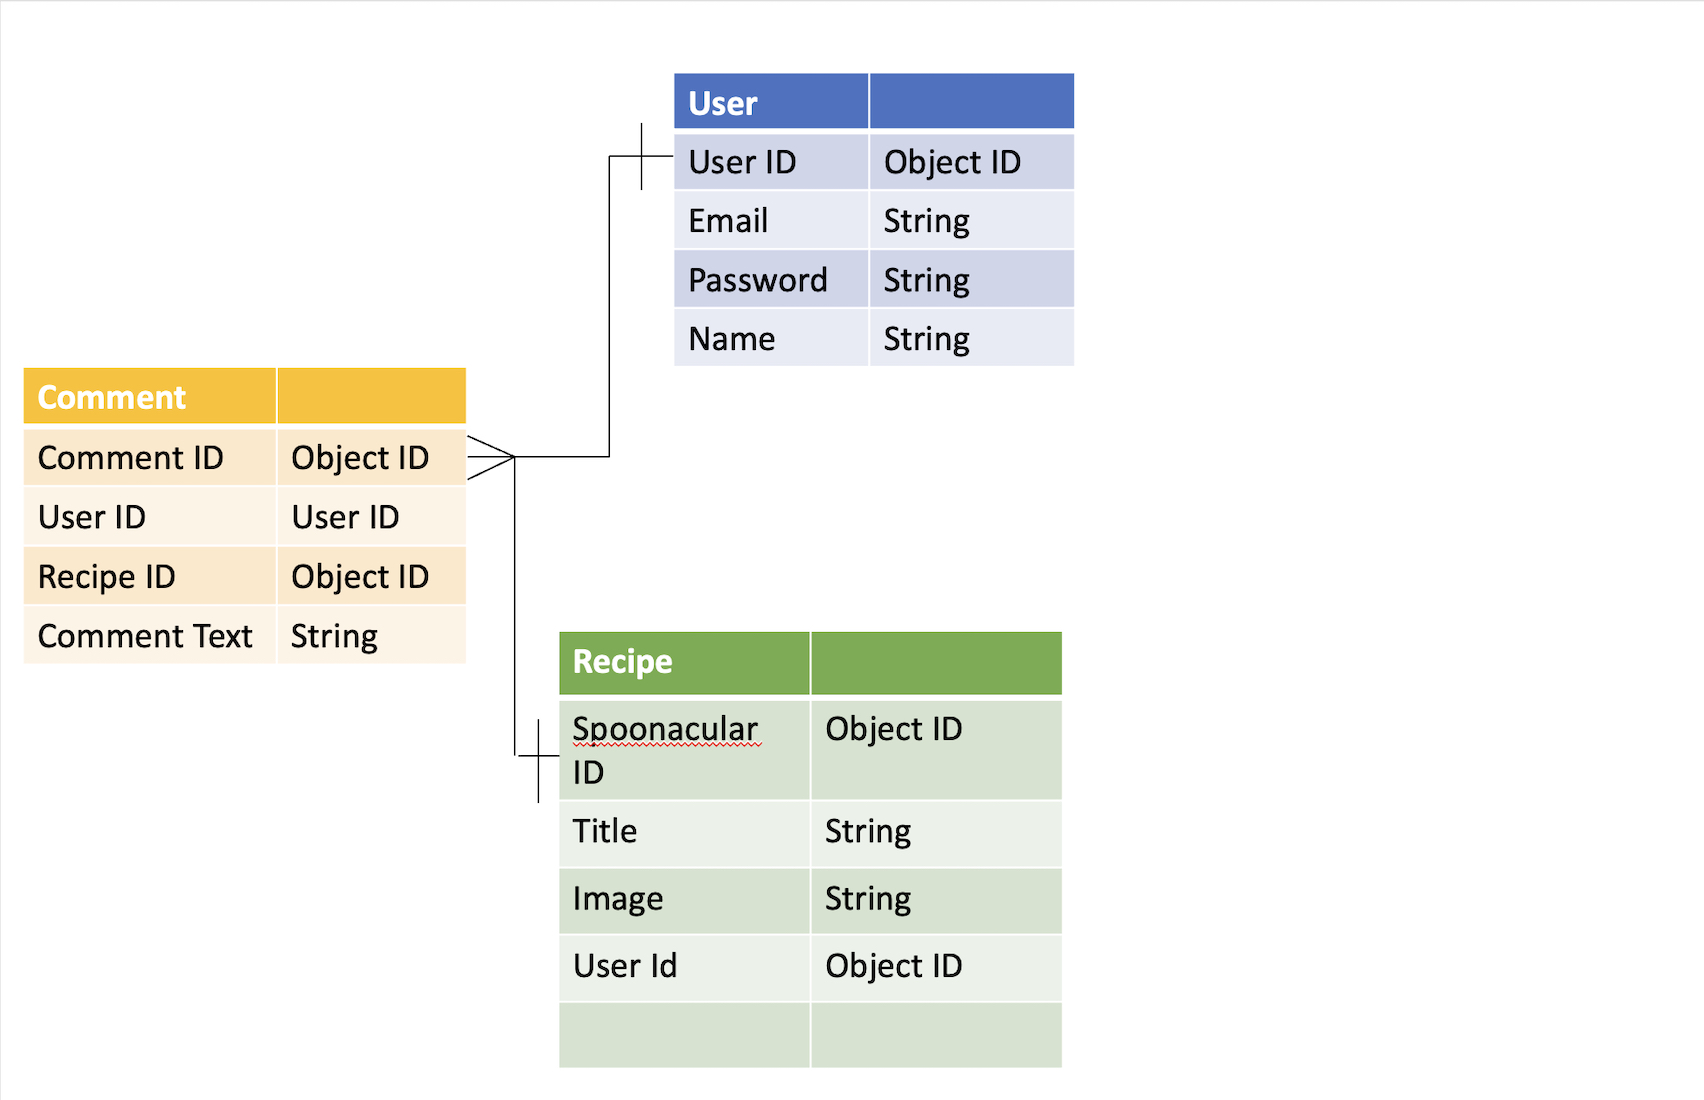 User
User ID Object ID
Email String
Password String
Name String
Comment
Comment ID Object ID
User ID User ID
Recipe ID Object ID
Comment Text String
Recipe
Spoonacular Object ID
ID
Title String
Image String
User Id Object ID